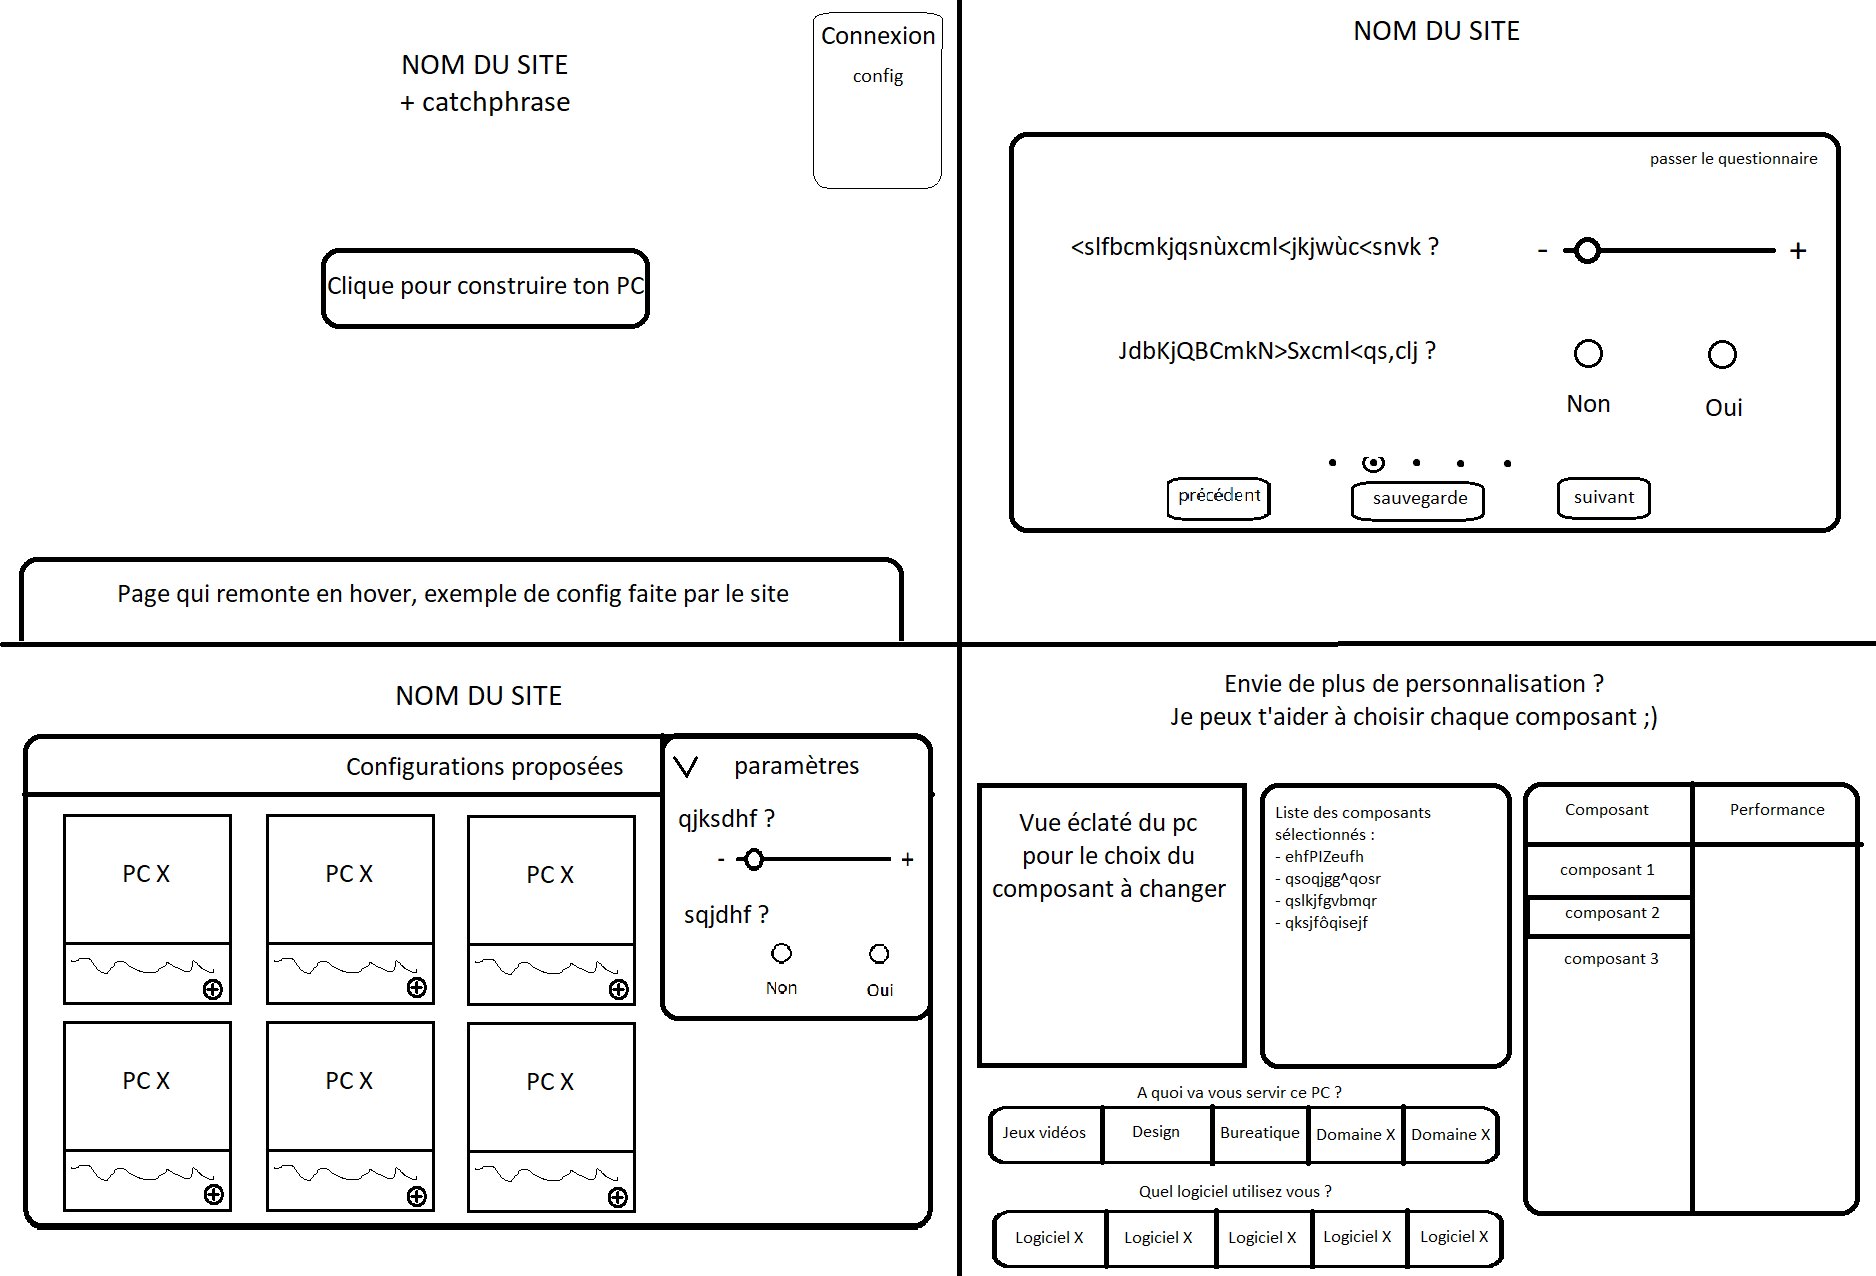 NOM DU SITE
+ catchphrase
Connexion
config
Clique pour construire ton PC
Page qui remonte en hover, exemple de config faite par le site
NOM DU SITE
passer le questionnaire
<slfbcmkjqsnùxcml<jkjwùc<snvk ?
- +
JdbKjQBCmkN>Sxcml<qs,clj ?
Non Oui
précédent
sauvegarde
suivant
NOM DU SITE
Configurations proposées
paramètres
qjksdhf ?
- +
sqjdhf ?
Non Oui
PC X PC X PC X
PC X PC X PC X
Envie de plus de personnalisation ?
Je peux t'aider à choisir chaque composant ;)
Vue éclaté du pc
pour le choix du
composant à changer
Liste des composants
sélectionnés :
- ehfPIZeufh
- qsoqjgg^qosr
- qslkjfgvbmqr
- qksjfôqisejf
Composant Performance
composant 1
composant 2
composant 3
A quoi va vous servir ce PC ?
Jeux vidéos Design Bureatique Domaine X Domaine X
Quel logiciel utilisez vous ?
Logiciel X Logiciel X Logiciel X Logiciel X Logiciel X